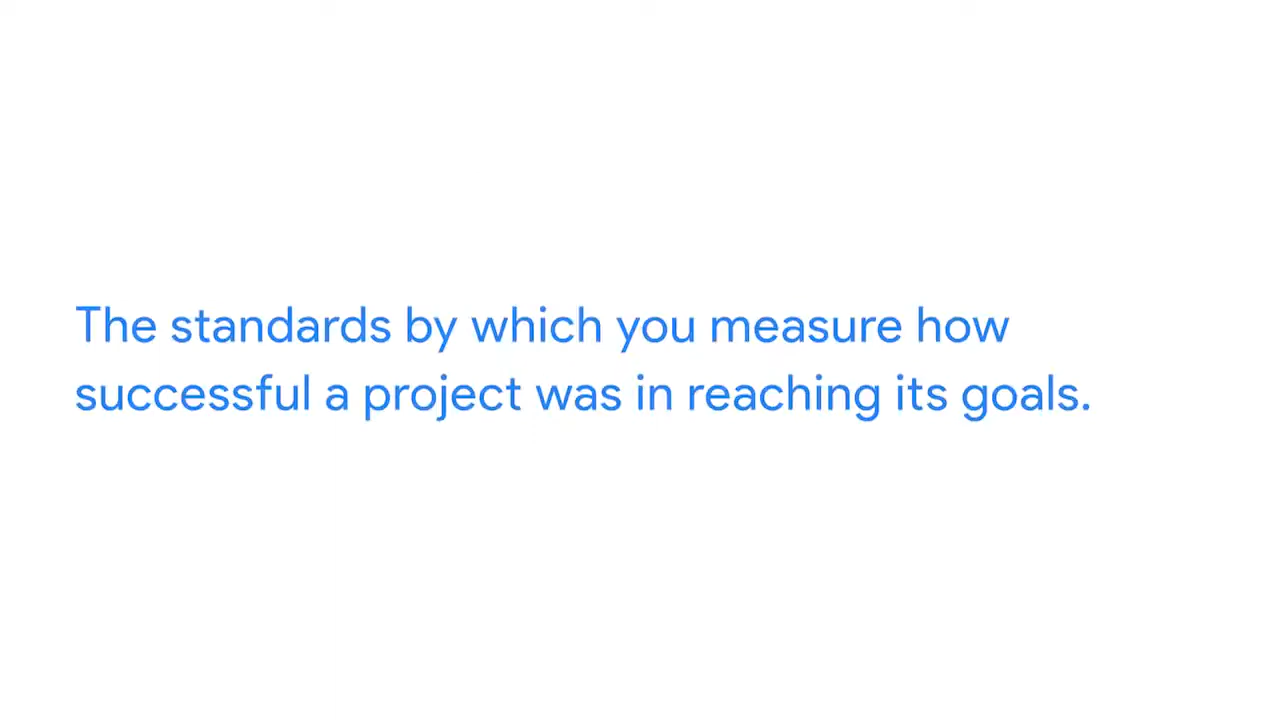 The standards by which you measure how
successful a project was in reaching its goals.